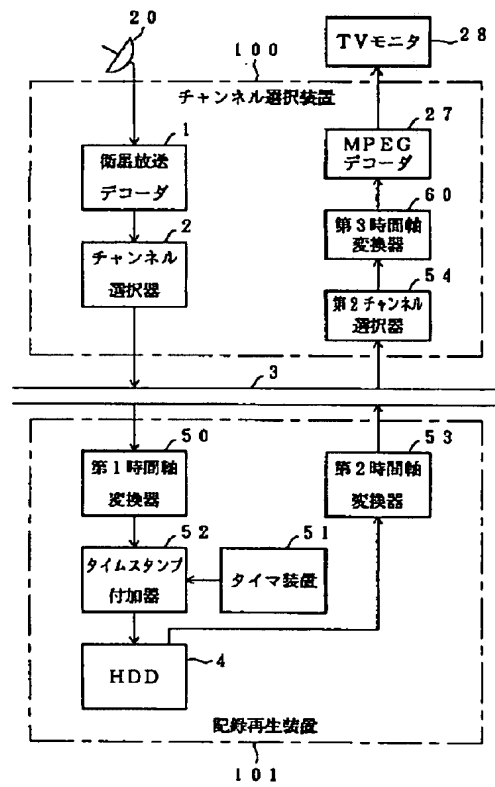 20
TVモニタ
28
100
チャンネル選択装置
1
衛星放送
デコーダ
27
MPEG
デコーダ
2
チャンネル
選択器
60
第3時間軸
変換器
54
第2チャンネル
選択器
3
50
第1時間軸
変換器
53
第2時間軸
変換器
52
タイムスタンプ
付加器
51
タイマ装置
4
HDD
記録再生装置
101